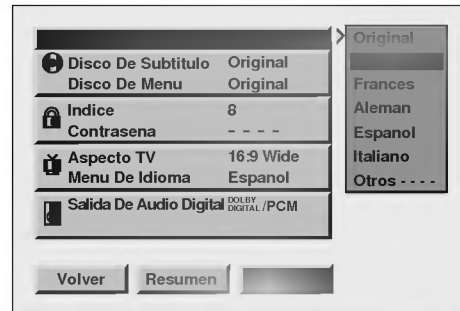 Original
Disco De Subtitulo Original
Disco De Menu Original
Frances
Indice 8
Aleman
Contrasena - - - -
Espanol
Aspecto TV 16:9 Wide
Italiano
Menu De Idioma Espanol
Otros - - - -
Salida De Audio Digital DOLBY DIGITAL /PCM
Volver Resumen